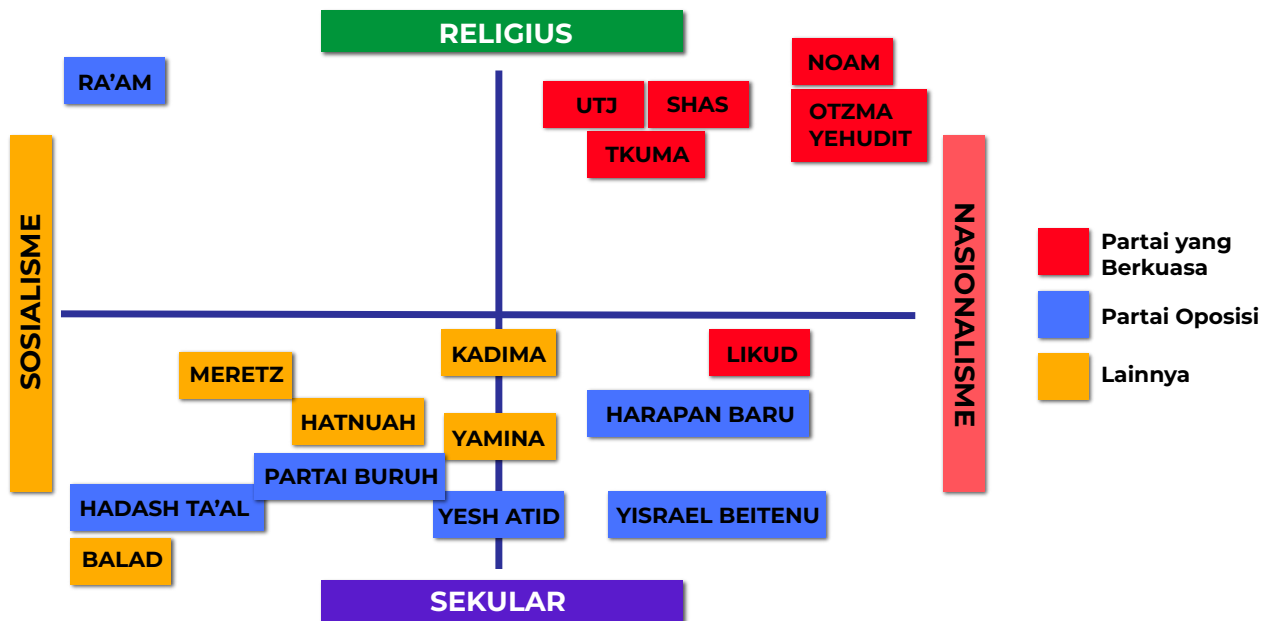 RELIGIUS
RA’AM
NOAM
UTJ
SHAS
OTZMA
YEHUDIT
TKUMA
SOSIALISME
NASIONALISME
Partai yang
Berkuasa
Partai Oposisi
Lainnya
KADIMA
LIKUD
MERETZ
HARAPAN BARU
HATNUAH
YAMINA
PARTAI BURUH
HADASH TA’AL
YESH ATID
YISRAEL BEITENU
BALAD
SEKULAR